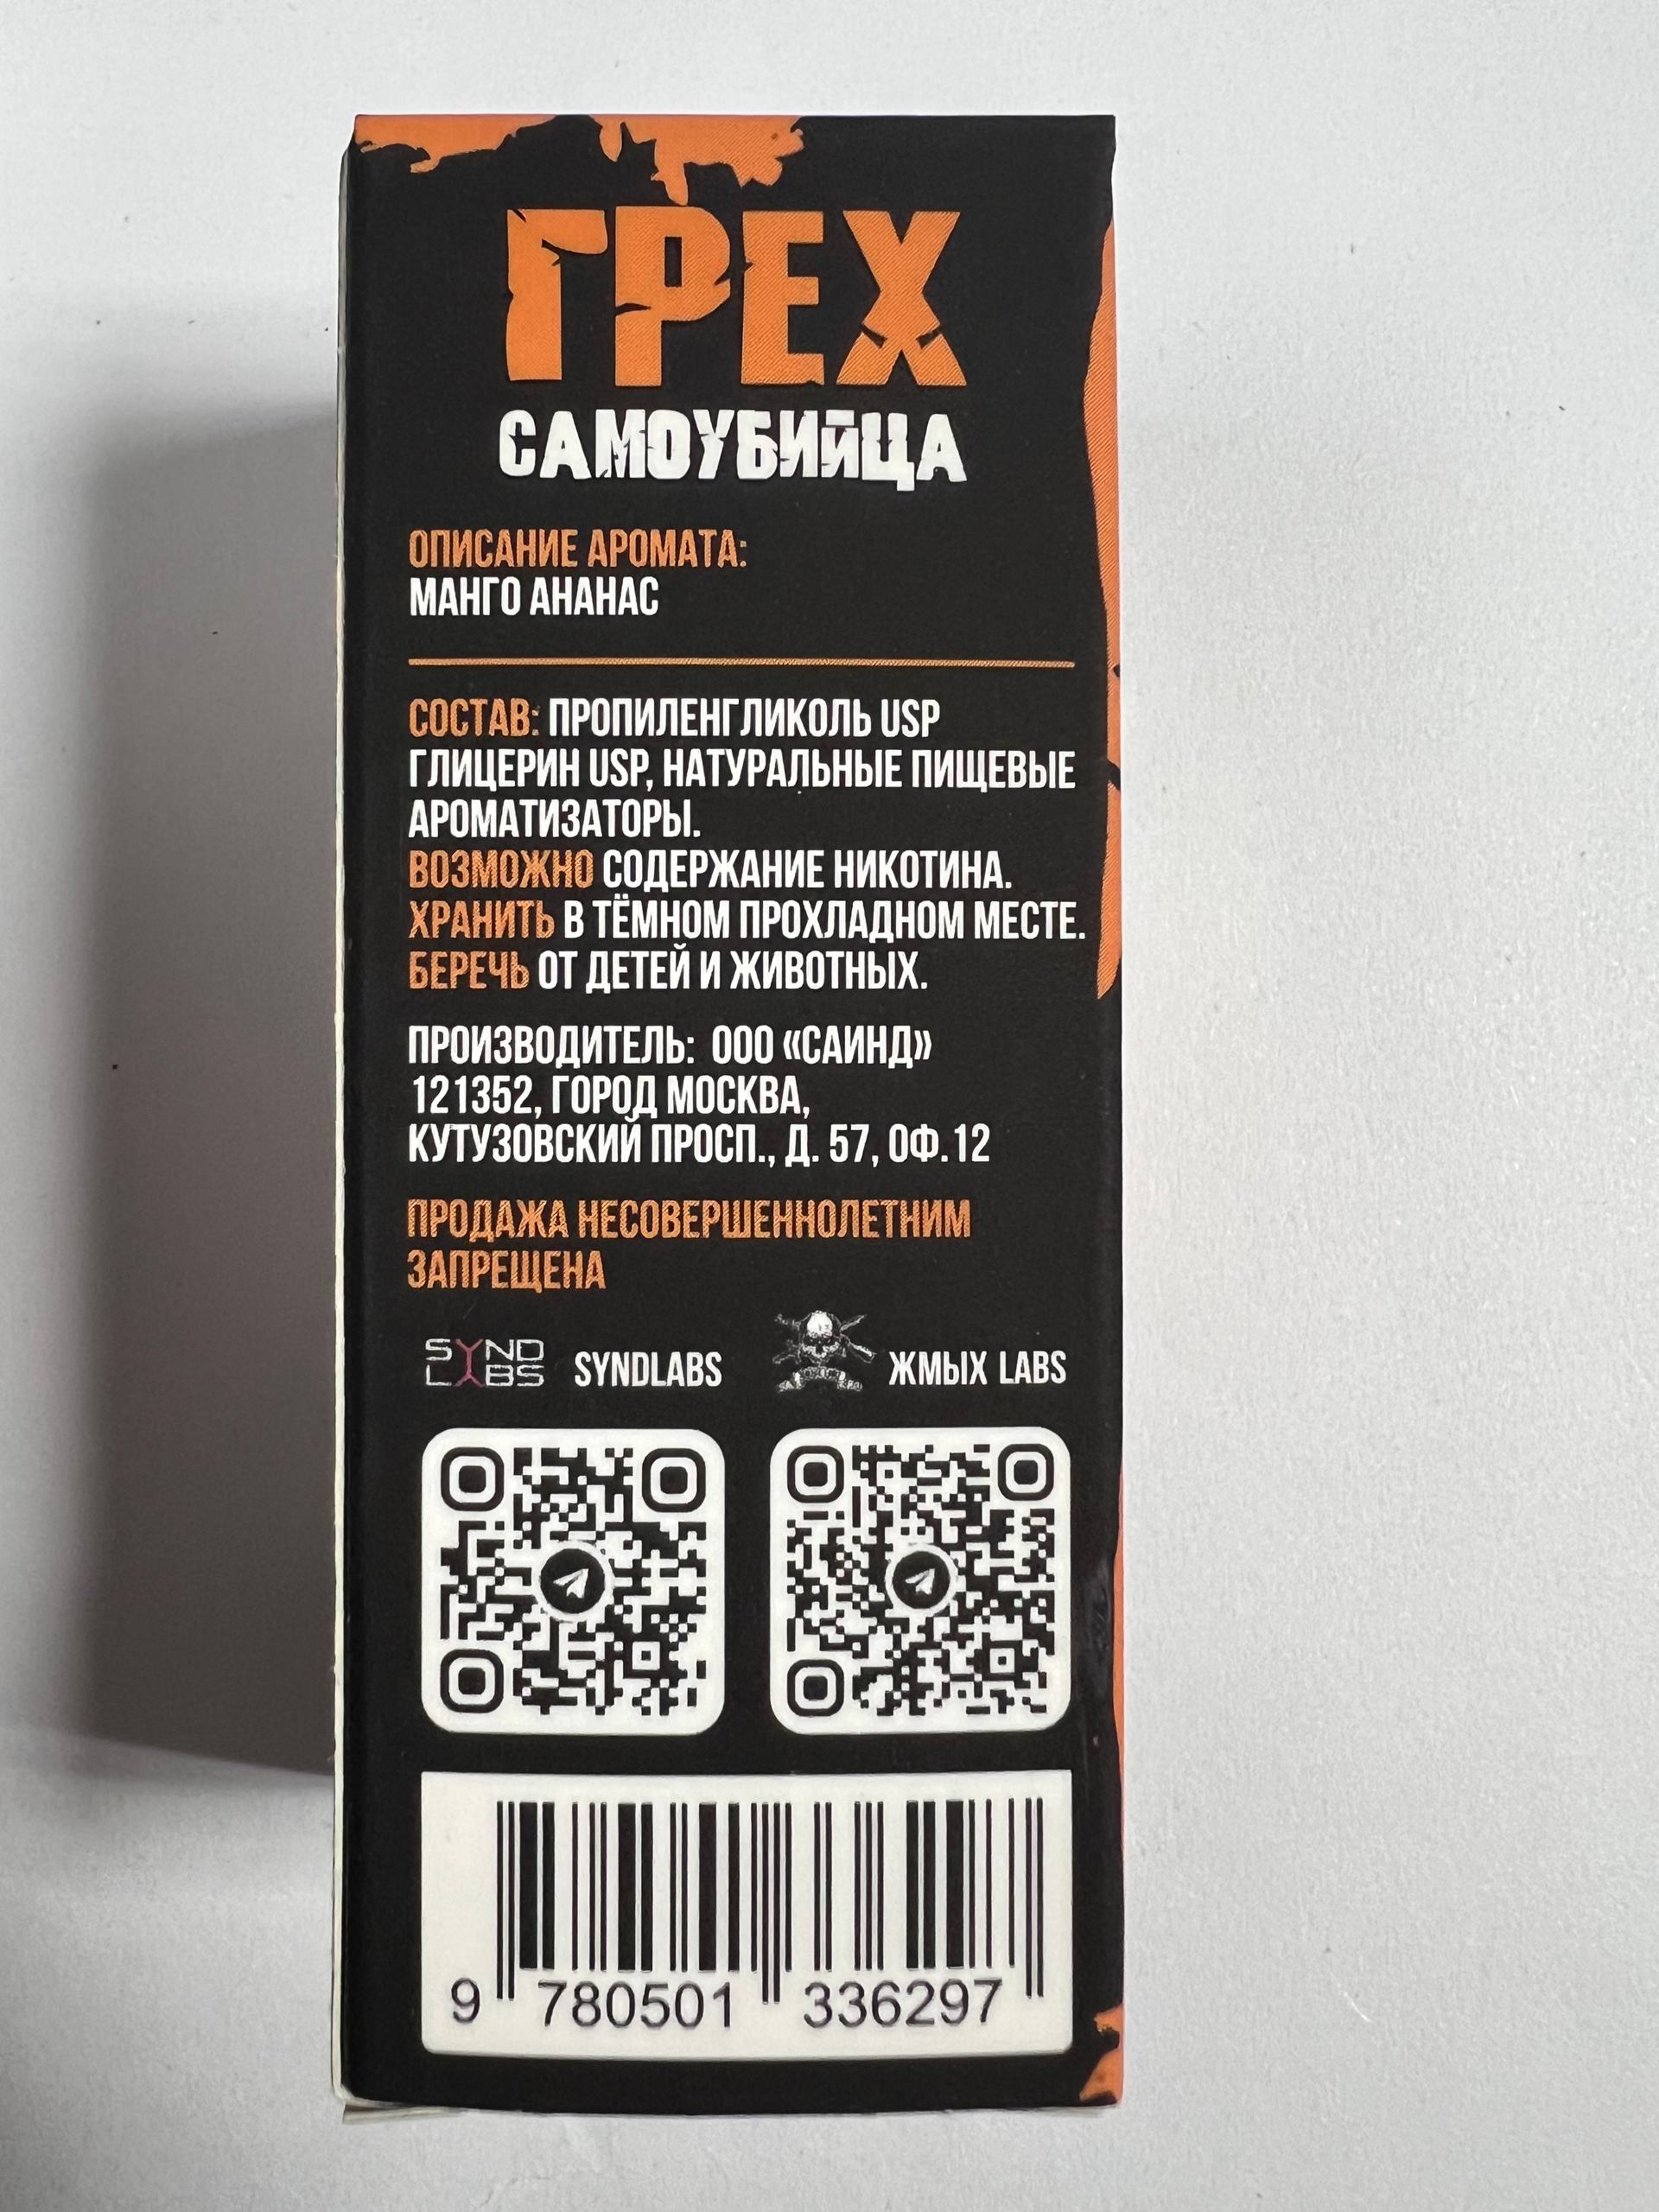 ГРЕХ
САМОУБИЙЦА
ОПИСАНИЕ АРОМАТА:
МАНГО АНАНАС
СОСТАВ: ПРОПИЛЕНГЛИКОЛЬ USP
ГЛИЦЕРИН USP, НАТУРАЛЬНЫЕ ПИЩЕВЫЕ
АРОМАТИЗАТОРЫ.
ВОЗМОЖНО СОДЕРЖАНИЕ НИКОТИНА.
ХРАНИТЬ В ТЁМНОМ ПРОХЛАДНОМ МЕСТЕ.
БЕРЕЧЬ ОТ ДЕТЕЙ И ЖИВОТНЫХ.
ПРОИЗВОДИТЕЛЬ: ООО «САИНД»
121352, ГОРОД МОСКВА,
КУТУЗОВСКИЙ ПРОСП., Д. 57, ОФ.12
ПРОДАЖА НЕСОВЕРШЕННОЛЕТНИМ
ЗАПРЕЩЕНА
SYND
LABS
SYNDLABS
ЖМЫХ LABS
9 780501 336297